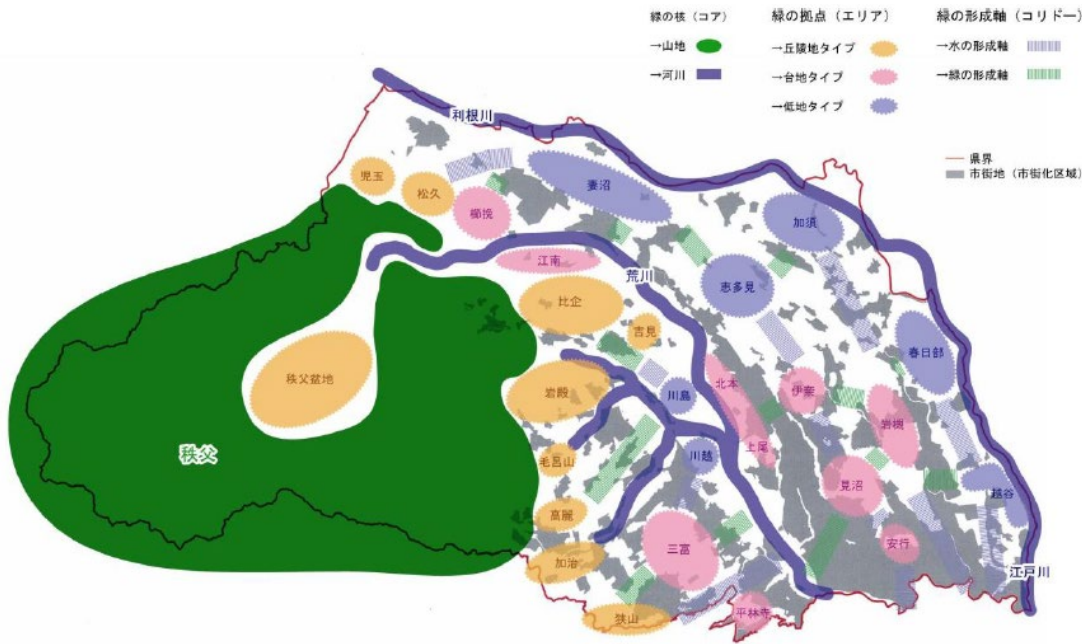 緑の核（コア）
→山地
→河川
緑の拠点（エリア）
→丘陵地タイプ
→台地タイプ
→低地タイプ
緑の形成軸（コリドー）
→水の形成軸
→緑の形成軸
県界
市街地（市街化区域）
利根川
児玉
松久
櫛挽
妻沼
加須
江南
荒川
恵多見
比企
吉見
春日部
秩父盆地
岩殿
川島
北本
伊奈
岩槻
秩父
毛呂山
川越
上尾
見沼
越谷
高麗
三富
安行
加治
江戸川
狭山
平林寺